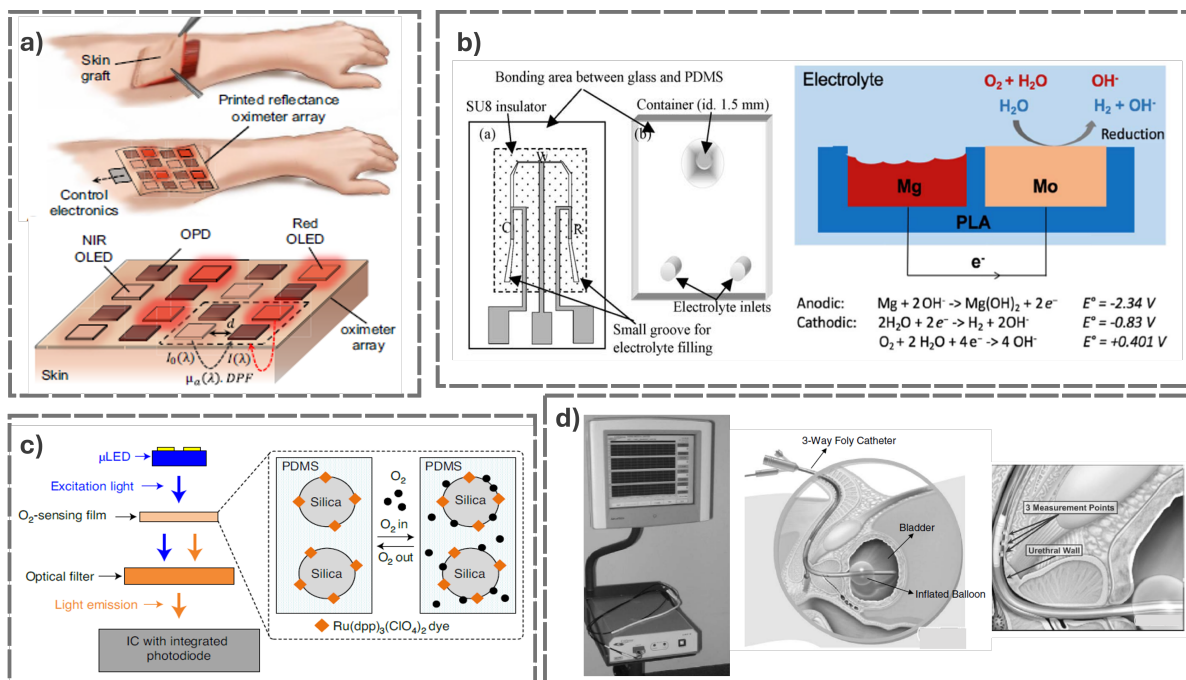 a)
Skin
graft
Printed reflectance
oximeter array
Control
electronics
NIR
OLED
OPD
Red
OLED
d
oximeter
array
I₀(λ)
I(λ)
μₐ(λ). DPF
Skin
b)
Bonding area between glass and PDMS
SU8 insulator
Container (id. 1.5 mm)
(a)
(b)
W
C
R
Electrolyte inlets
Small groove for
electrolyte filling
Electrolyte
O₂ + H₂O
OH⁻
H₂O
H₂ + OH⁻
Reduction
Mg
Mo
PLA
e⁻
Anodic: Mg + 2 OH⁻ -> Mg(OH)₂ + 2 e⁻ E° = -2.34 V
Cathodic: 2H₂O + 2e⁻ -> H₂ + 2OH⁻ E° = -0.83 V
O₂ + 2 H₂O + 4 e⁻ -> 4 OH⁻ E° = +0.401 V
c)
μLED
Excitation light
O₂-sensing film
Optical filter
Light emission
IC with integrated
photodiode
PDMS
Silica
Silica
O₂
O₂ in
O₂ out
PDMS
Silica
Silica
Ru(dpp)₃(ClO₄)₂ dye
d)
3-Way Foly Catheter
Bladder
Inflated Balloon
3 Measurement Points
Urethral Wall